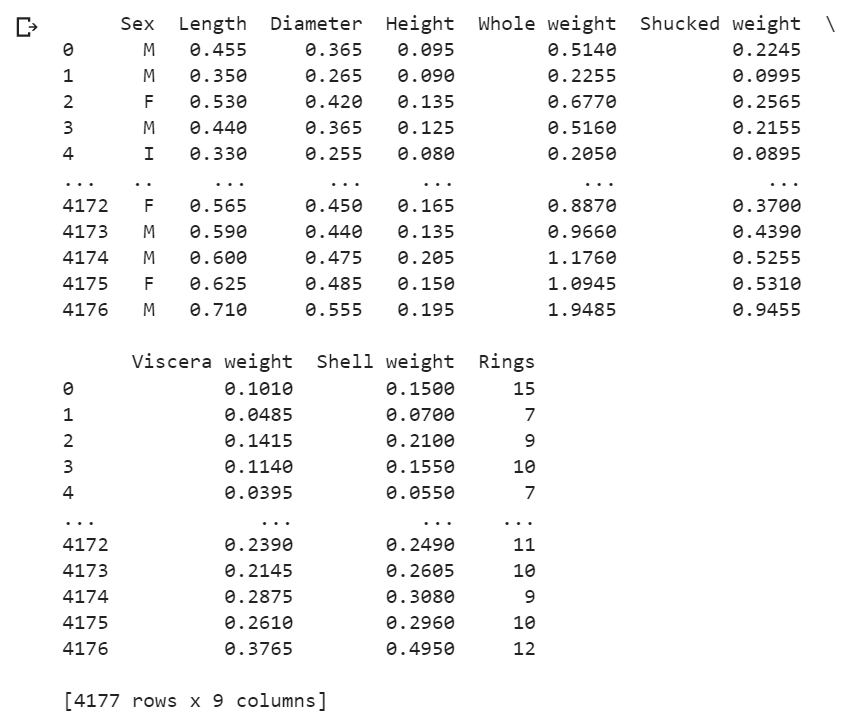 Sex Length Diameter Height Whole weight Shucked weight \
0 M 0.455 0.365 0.095 0.5140 0.2245
1 M 0.350 0.265 0.090 0.2255 0.0995
2 F 0.530 0.420 0.135 0.6770 0.2565
3 M 0.440 0.365 0.125 0.5160 0.2155
4 I 0.330 0.255 0.080 0.2050 0.0895
... .. ... ... ... ... ...
4172 F 0.565 0.450 0.165 0.8870 0.3700
4173 M 0.590 0.440 0.135 0.9660 0.4390
4174 M 0.600 0.475 0.205 1.1760 0.5255
4175 F 0.625 0.485 0.150 1.0945 0.5310
4176 M 0.710 0.555 0.195 1.9485 0.9455
Viscera weight Shell weight Rings
0 0.1010 0.1500 15
1 0.0485 0.0700 7
2 0.1415 0.2100 9
3 0.1140 0.1550 10
4 0.0395 0.0550 7
... ... ... ...
4172 0.2390 0.2490 11
4173 0.2145 0.2605 10
4174 0.2875 0.3080 9
4175 0.2610 0.2960 10
4176 0.3765 0.4950 12
[4177 rows x 9 columns]